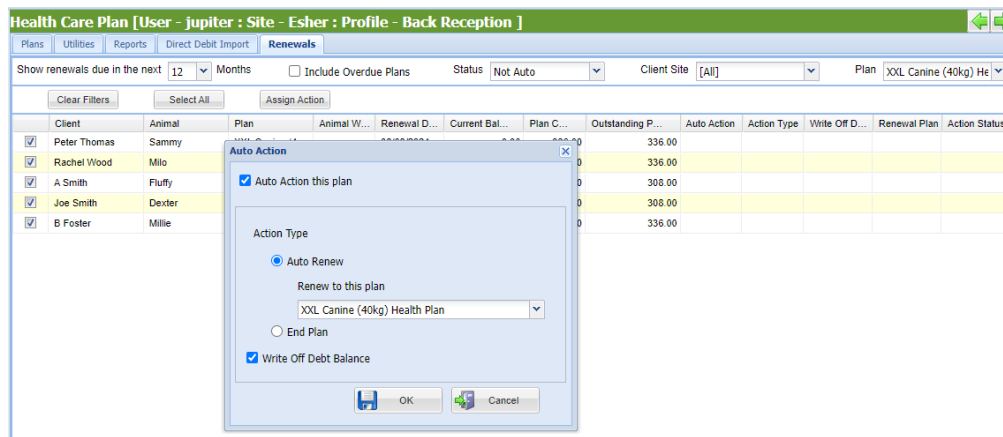 Health Care Plan [User - jupiter : Site - Esher : Profile - Back Reception ]
Plans Utilities Reports Direct Debit Import Renewals
Show renewals due in the next 12 Months Include Overdue Plans Status Not Auto Client Site [All] Plan XXL Canine (40kg) He
Clear Filters Select All Assign Action
Client Animal Plan Animal W... Renewal D... Current Bal... Plan C... Outstanding P... Auto Action Action Type Write Off D... Renewal Plan Action Status
Peter Thomas Sammy 336.00
Rachel Wood Milo 336.00
A Smith Fluffy 308.00
Joe Smith Dexter 308.00
B Foster Millie 336.00
Auto Action
Auto Action this plan
Action Type
Auto Renew
Renew to this plan
XXL Canine (40kg) Health Plan
End Plan
Write Off Debt Balance
OK Cancel